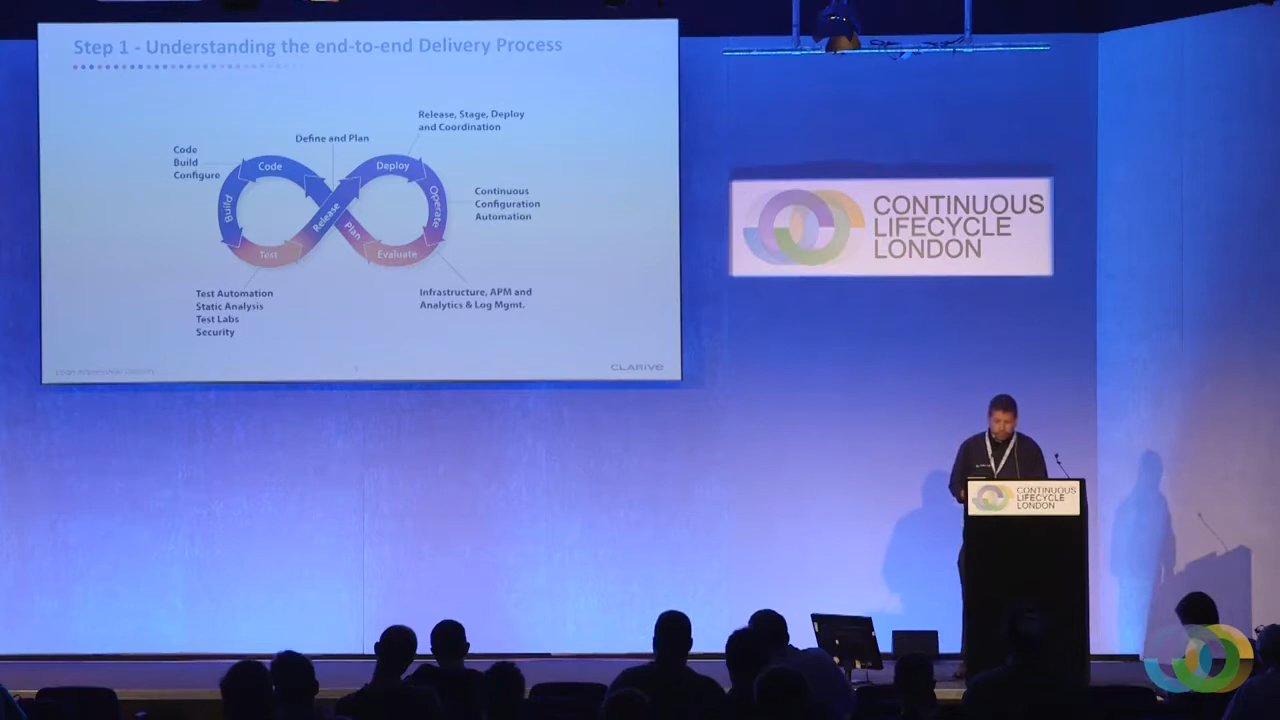 Step 1 - Understanding the end-to-end Delivery Process
Release, Stage, Deploy
and Coordination
Define and Plan
Code
Build
Configure
Code
Deploy
Build
Release
Plan
Operate
Test
Evaluate
Continuous
Configuration
Automation
Test Automation
Static Analysis
Test Labs
Security
Infrastructure, APM and
Analytics & Log Mgmt.
CLARIVE
CONTINUOUS
LIFECYCLE
LONDON
CONTINUOUS
LIFECYCLE
LONDON